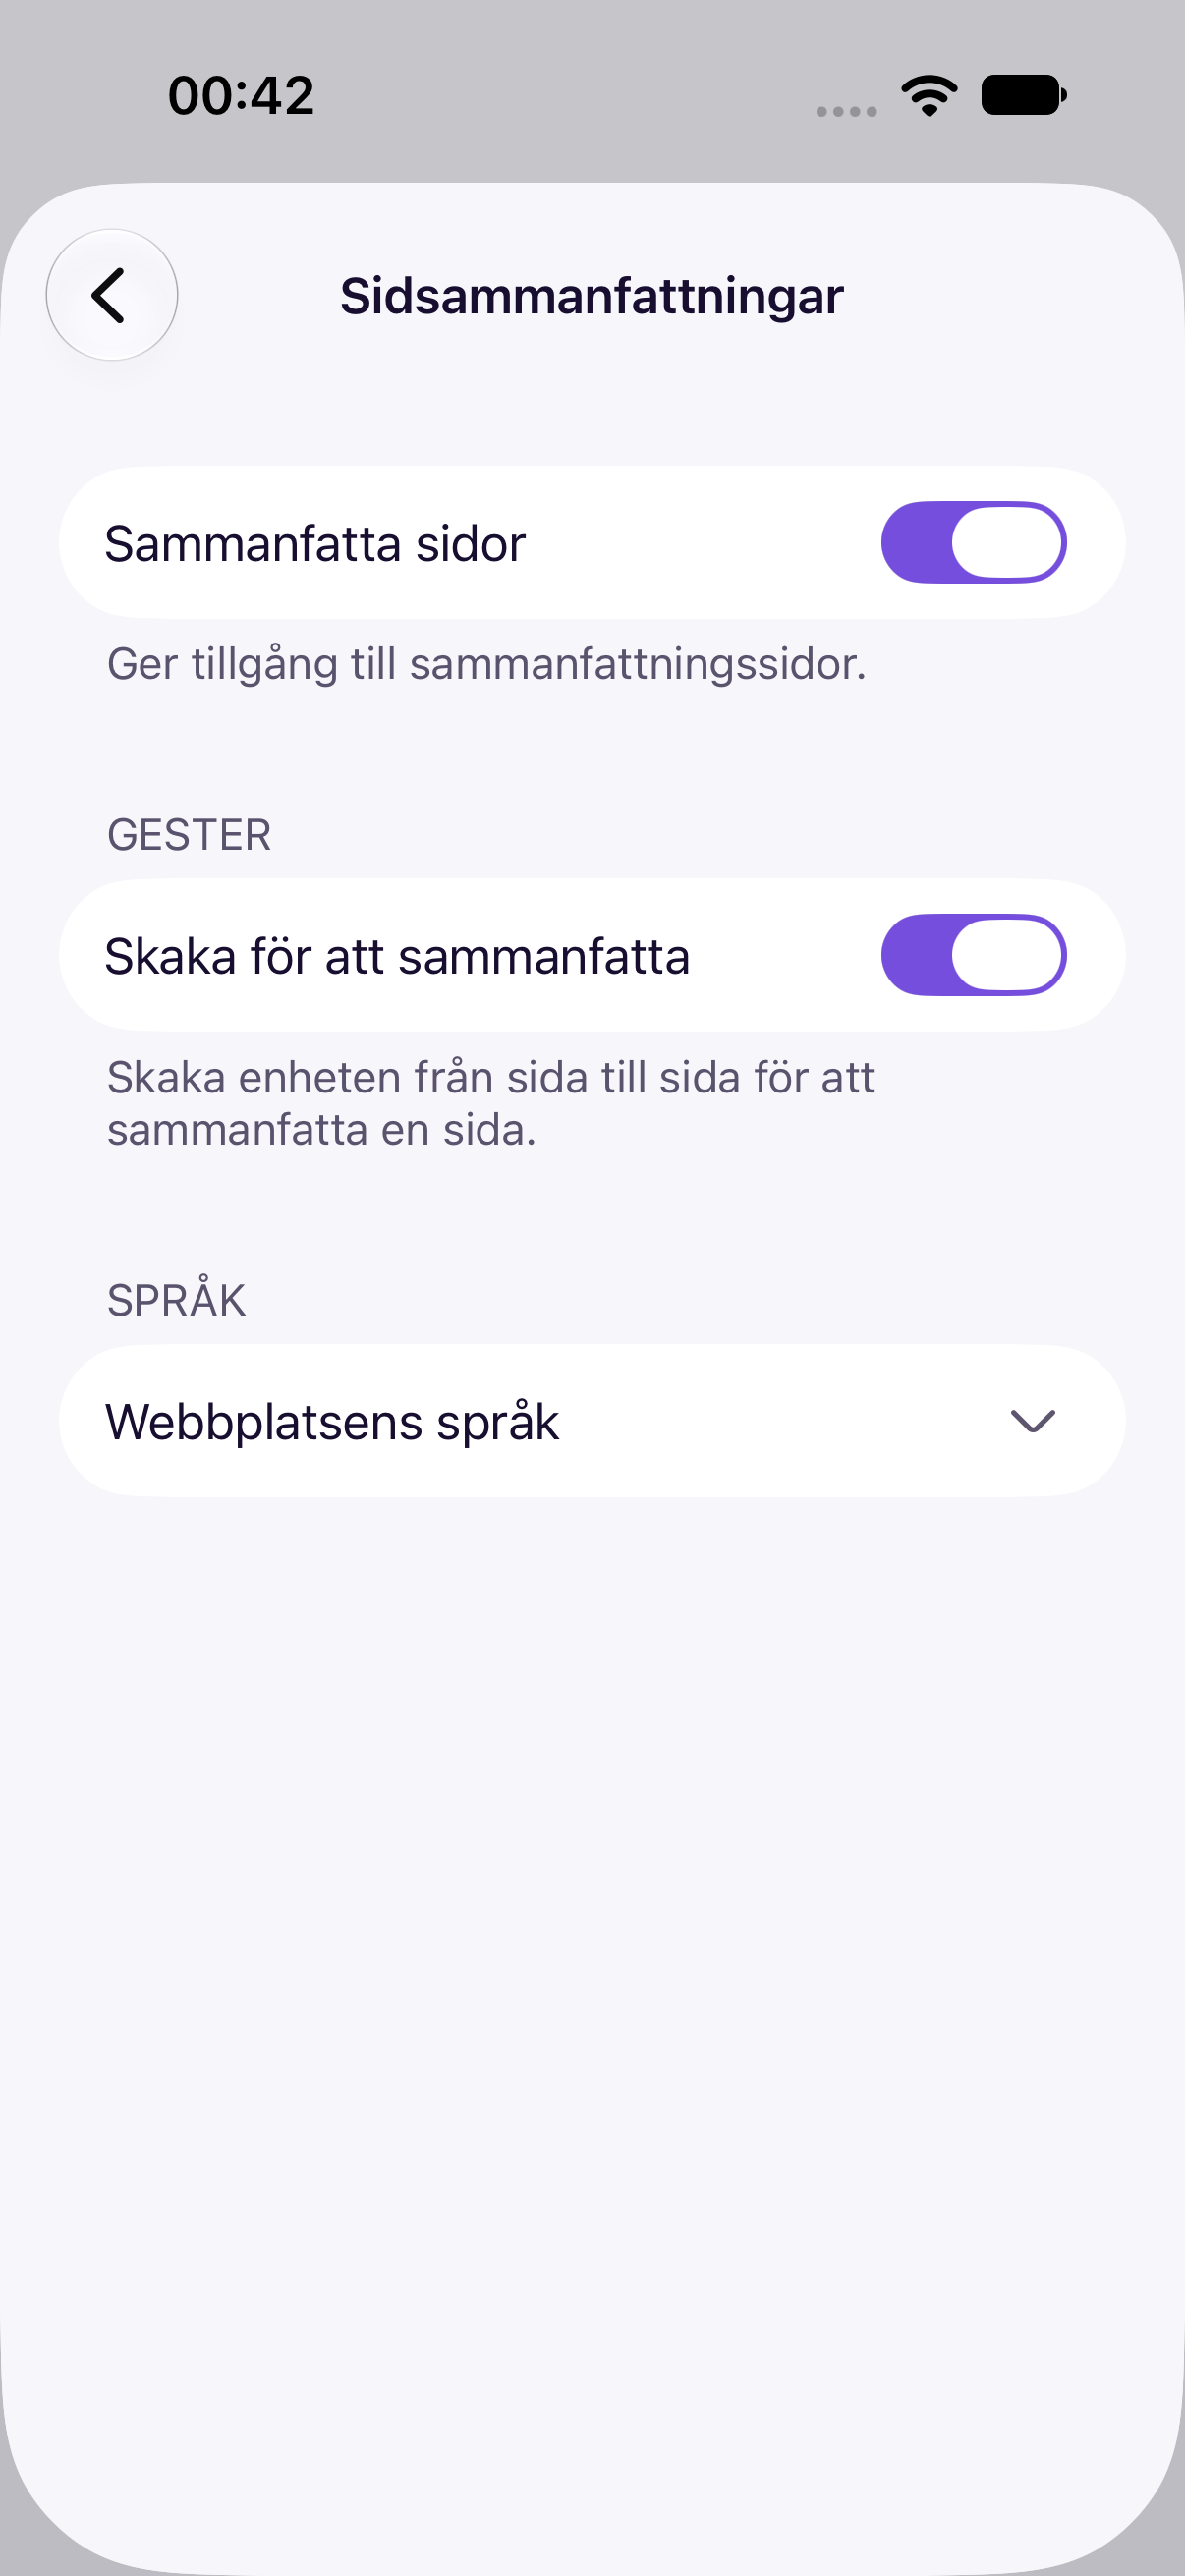 00:42
Sidsammanfattningar
Sammanfatta sidor
Ger tillgång till sammanfattningssidor.
GESTER
Skaka för att sammanfatta
Skaka enheten från sida till sida för att
sammanfatta en sida.
SPRÅK
Webbplatsens språk